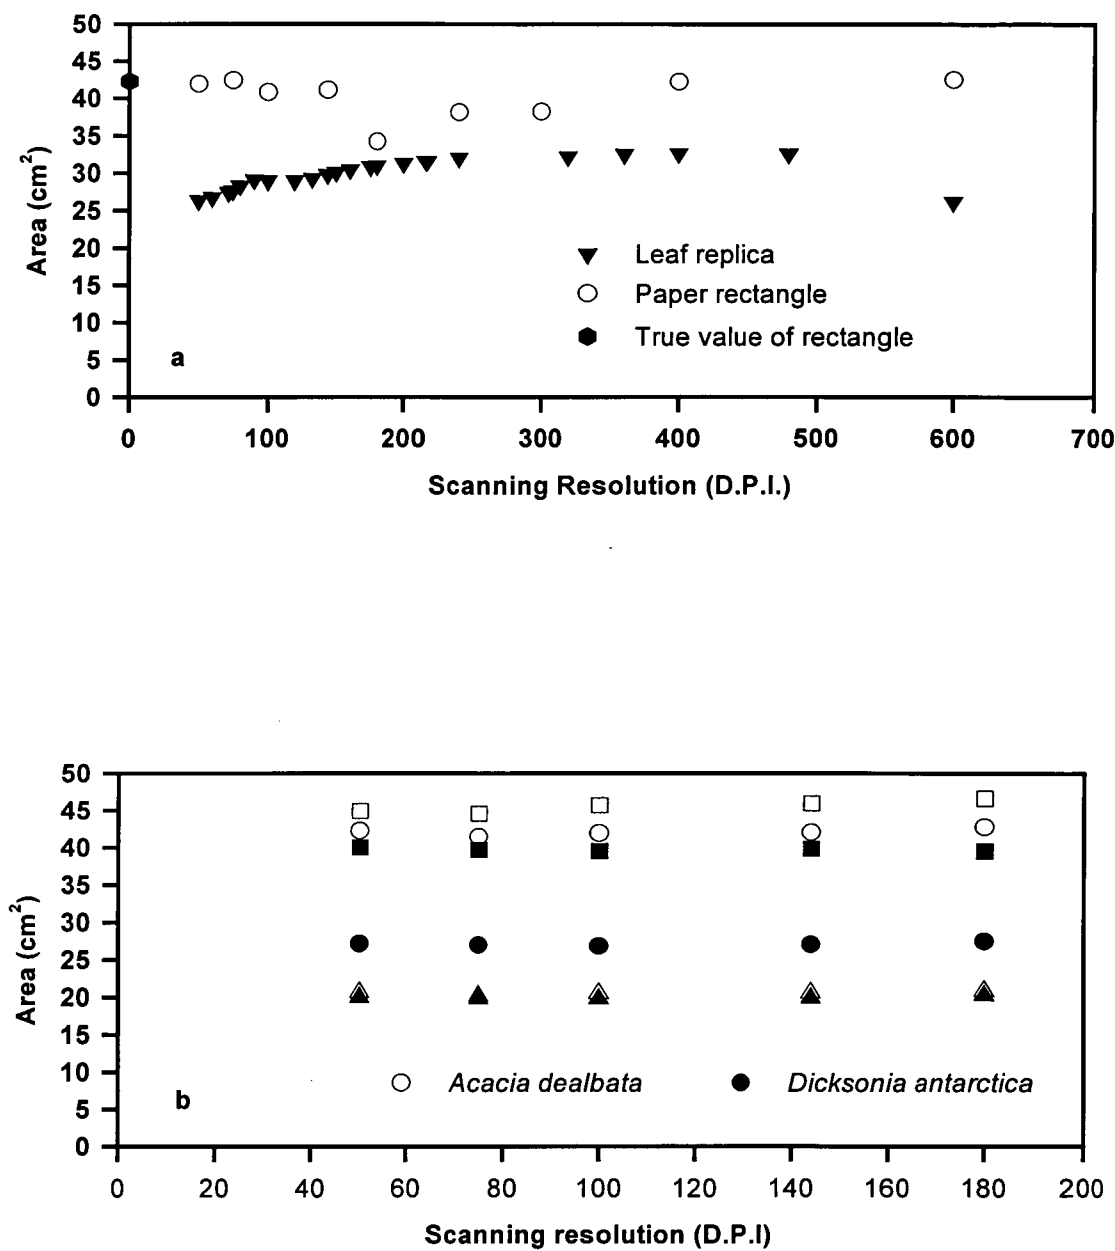 50
45
40
35
30
25
20
15
10
5
0
Area (cm2)
Leaf replica
Paper rectangle
True value of rectangle
a
0 100 200 300 400 500 600 700
Scanning Resolution (D.P.I.)
50
45
40
35
30
25
20
15
10
5
0
Area (cm2)
Acacia dealbata Dicksonia antarctica
b
0 20 40 60 80 100 120 140 160 180 200
Scanning resolution (D.P.I)